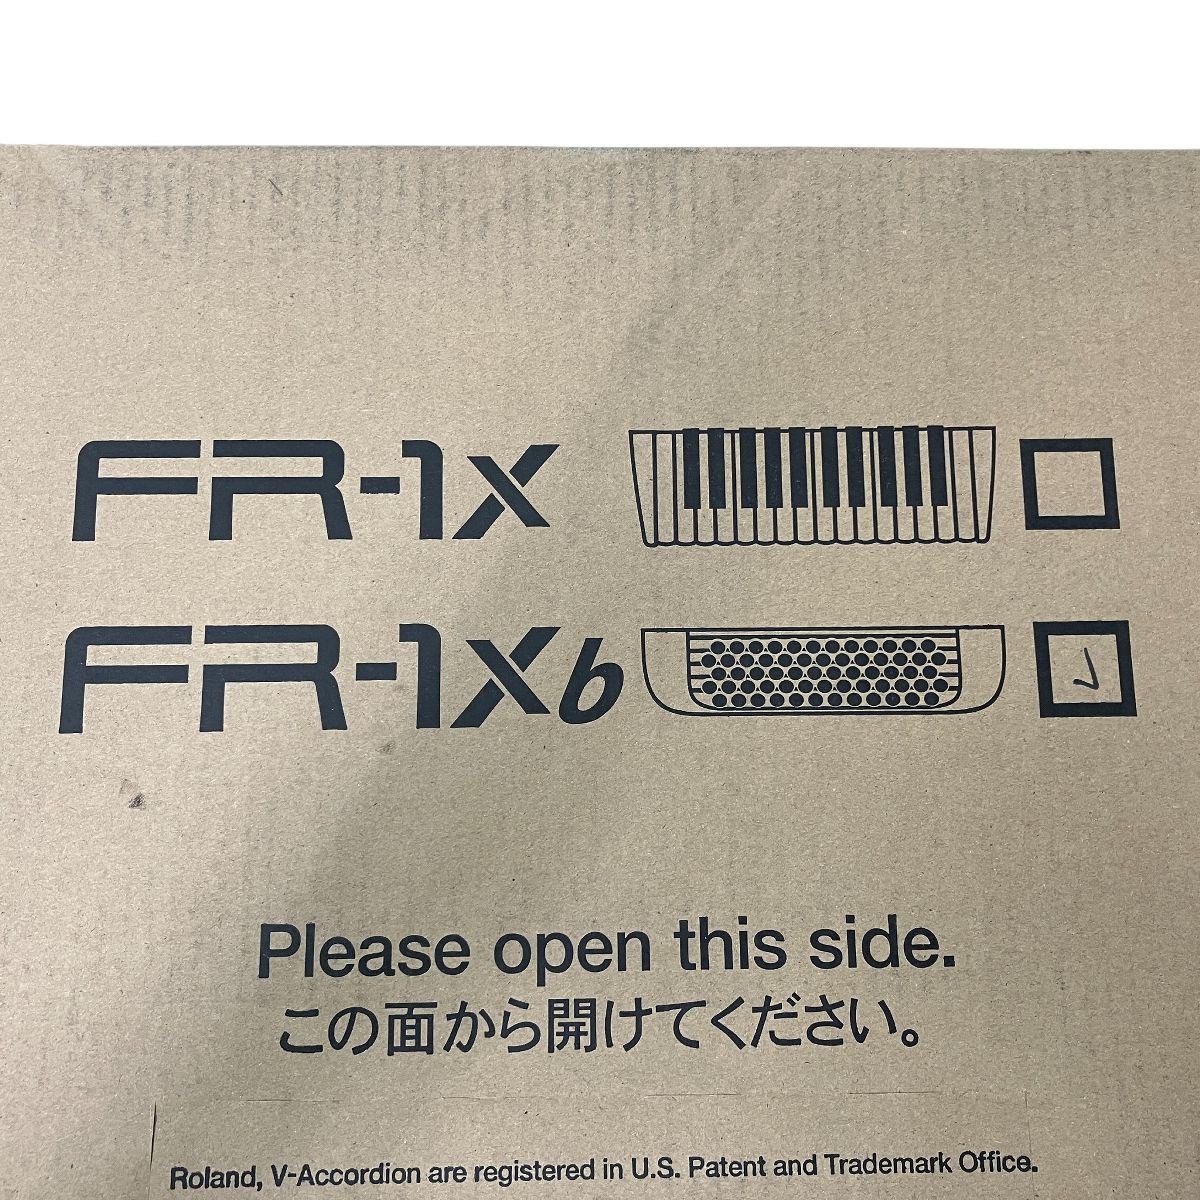 FR-1x
FR-1xb
Please open this side.
この面から開けてください。
Roland, V-Accordion are registered in U.S. Patent and Trademark Office.